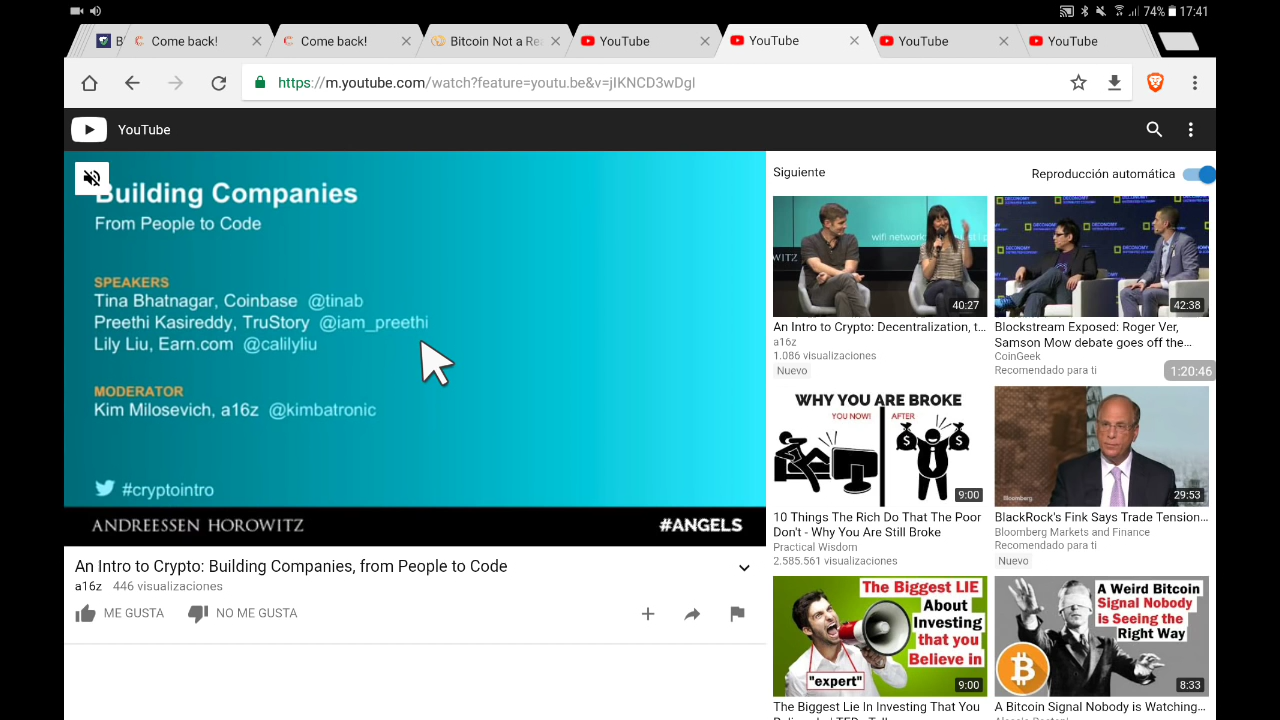 74% 17:41
B
Come back!
Come back!
Bitcoin Not a Re
YouTube
YouTube
YouTube
YouTube
https://m.youtube.com/watch?feature=youtu.be&v=jIKNCD3wDgI
YouTube
Building Companies
From People to Code
SPEAKERS
Tina Bhatnagar, Coinbase @tinab
Preethi Kasireddy, TruStory @iam_preethi
Lily Liu, Earn.com @calilyliu
MODERATOR
Kim Milosevich, a16z @kimbatronic
#cryptointro
ANDREESSEN HOROWITZ
#ANGELS
An Intro to Crypto: Building Companies, from People to Code
a16z 446 visualizaciones
ME GUSTA NO ME GUSTA
Siguiente
Reproducción automática
wifi network
WITZ
40:27
An Intro to Crypto: Decentralization, t...
a16z
1.086 visualizaciones
Nuevo
DECONOMY
42:38
Blockstream Exposed: Roger Ver,
Samson Mow debate goes off the...
CoinGeek
Recomendado para ti
1:20:46
WHY YOU ARE BROKE
YOU NOW! AFTER
9:00
10 Things The Rich Do That The Poor
Don't - Why You Are Still Broke
Practical Wisdom
2.585.561 visualizaciones
Bloomberg
29:53
BlackRock's Fink Says Trade Tension...
Bloomberg Markets and Finance
Recomendado para ti
Nuevo
The Biggest LIE
About
Investing
that you
Believe in
"expert"
9:00
The Biggest Lie In Investing That You
A Weird Bitcoin
Signal Nobody
is Seeing the
Right Way
8:33
A Bitcoin Signal Nobody is Watching...